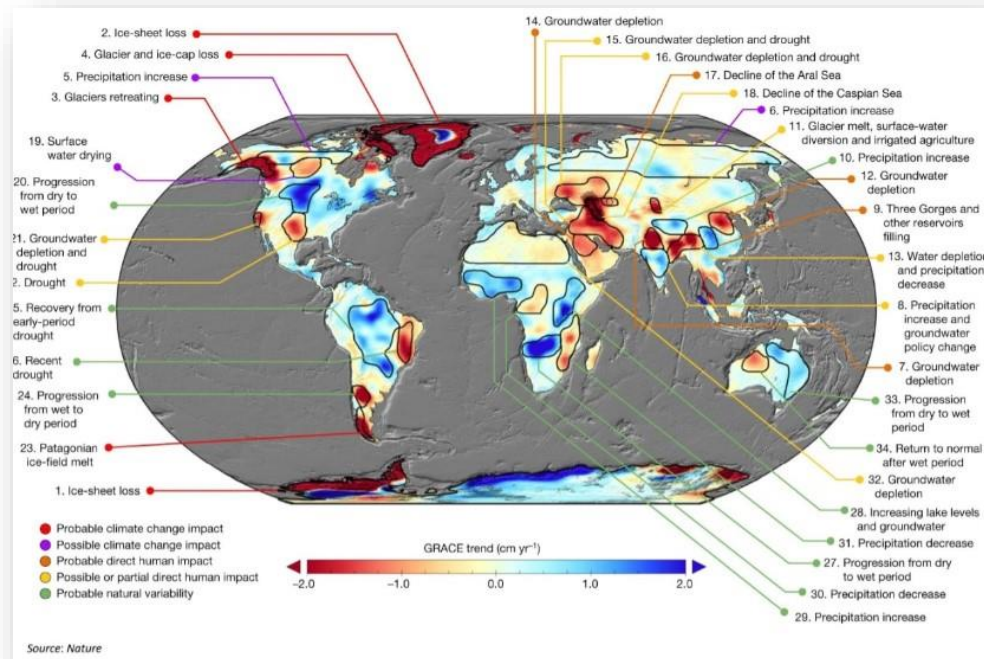 2. Ice-sheet loss
4. Glacier and ice-cap loss
5. Precipitation increase
3. Glaciers retreating
19. Surface
water drying
20. Progression
from dry to
wet period
21. Groundwater
depletion and
drought
2. Drought
5. Recovery from
early-period
drought
6. Recent
drought
24. Progression
from wet to
dry period
23. Patagonian
ice-field melt
1. Ice-sheet loss
14. Groundwater depletion
15. Groundwater depletion and drought
16. Groundwater depletion and drought
17. Decline of the Aral Sea
18. Decline of the Caspian Sea
6. Precipitation increase
11. Glacier melt, surface-water
diversion and irrigated agriculture
10. Precipitation increase
12. Groundwater
depletion
9. Three Gorges and
other reservoirs
filling
13. Water depletion
and precipitation
decrease
8. Precipitation
increase and
groundwater
policy change
7. Groundwater
depletion
33. Progression
from dry to wet
period
34. Return to normal
after wet period
32. Groundwater
depletion
28. Increasing lake levels
and groundwater
31. Precipitation decrease
27. Progression from dry
to wet period
30. Precipitation decrease
29. Precipitation increase
Probable climate change impact
Possible climate change impact
Probable direct human impact
Possible or partial direct human impact
Probable natural variability
GRACE trend (cm yr⁻¹)
–2.0 –1.0 0.0 1.0 2.0
Source: Nature